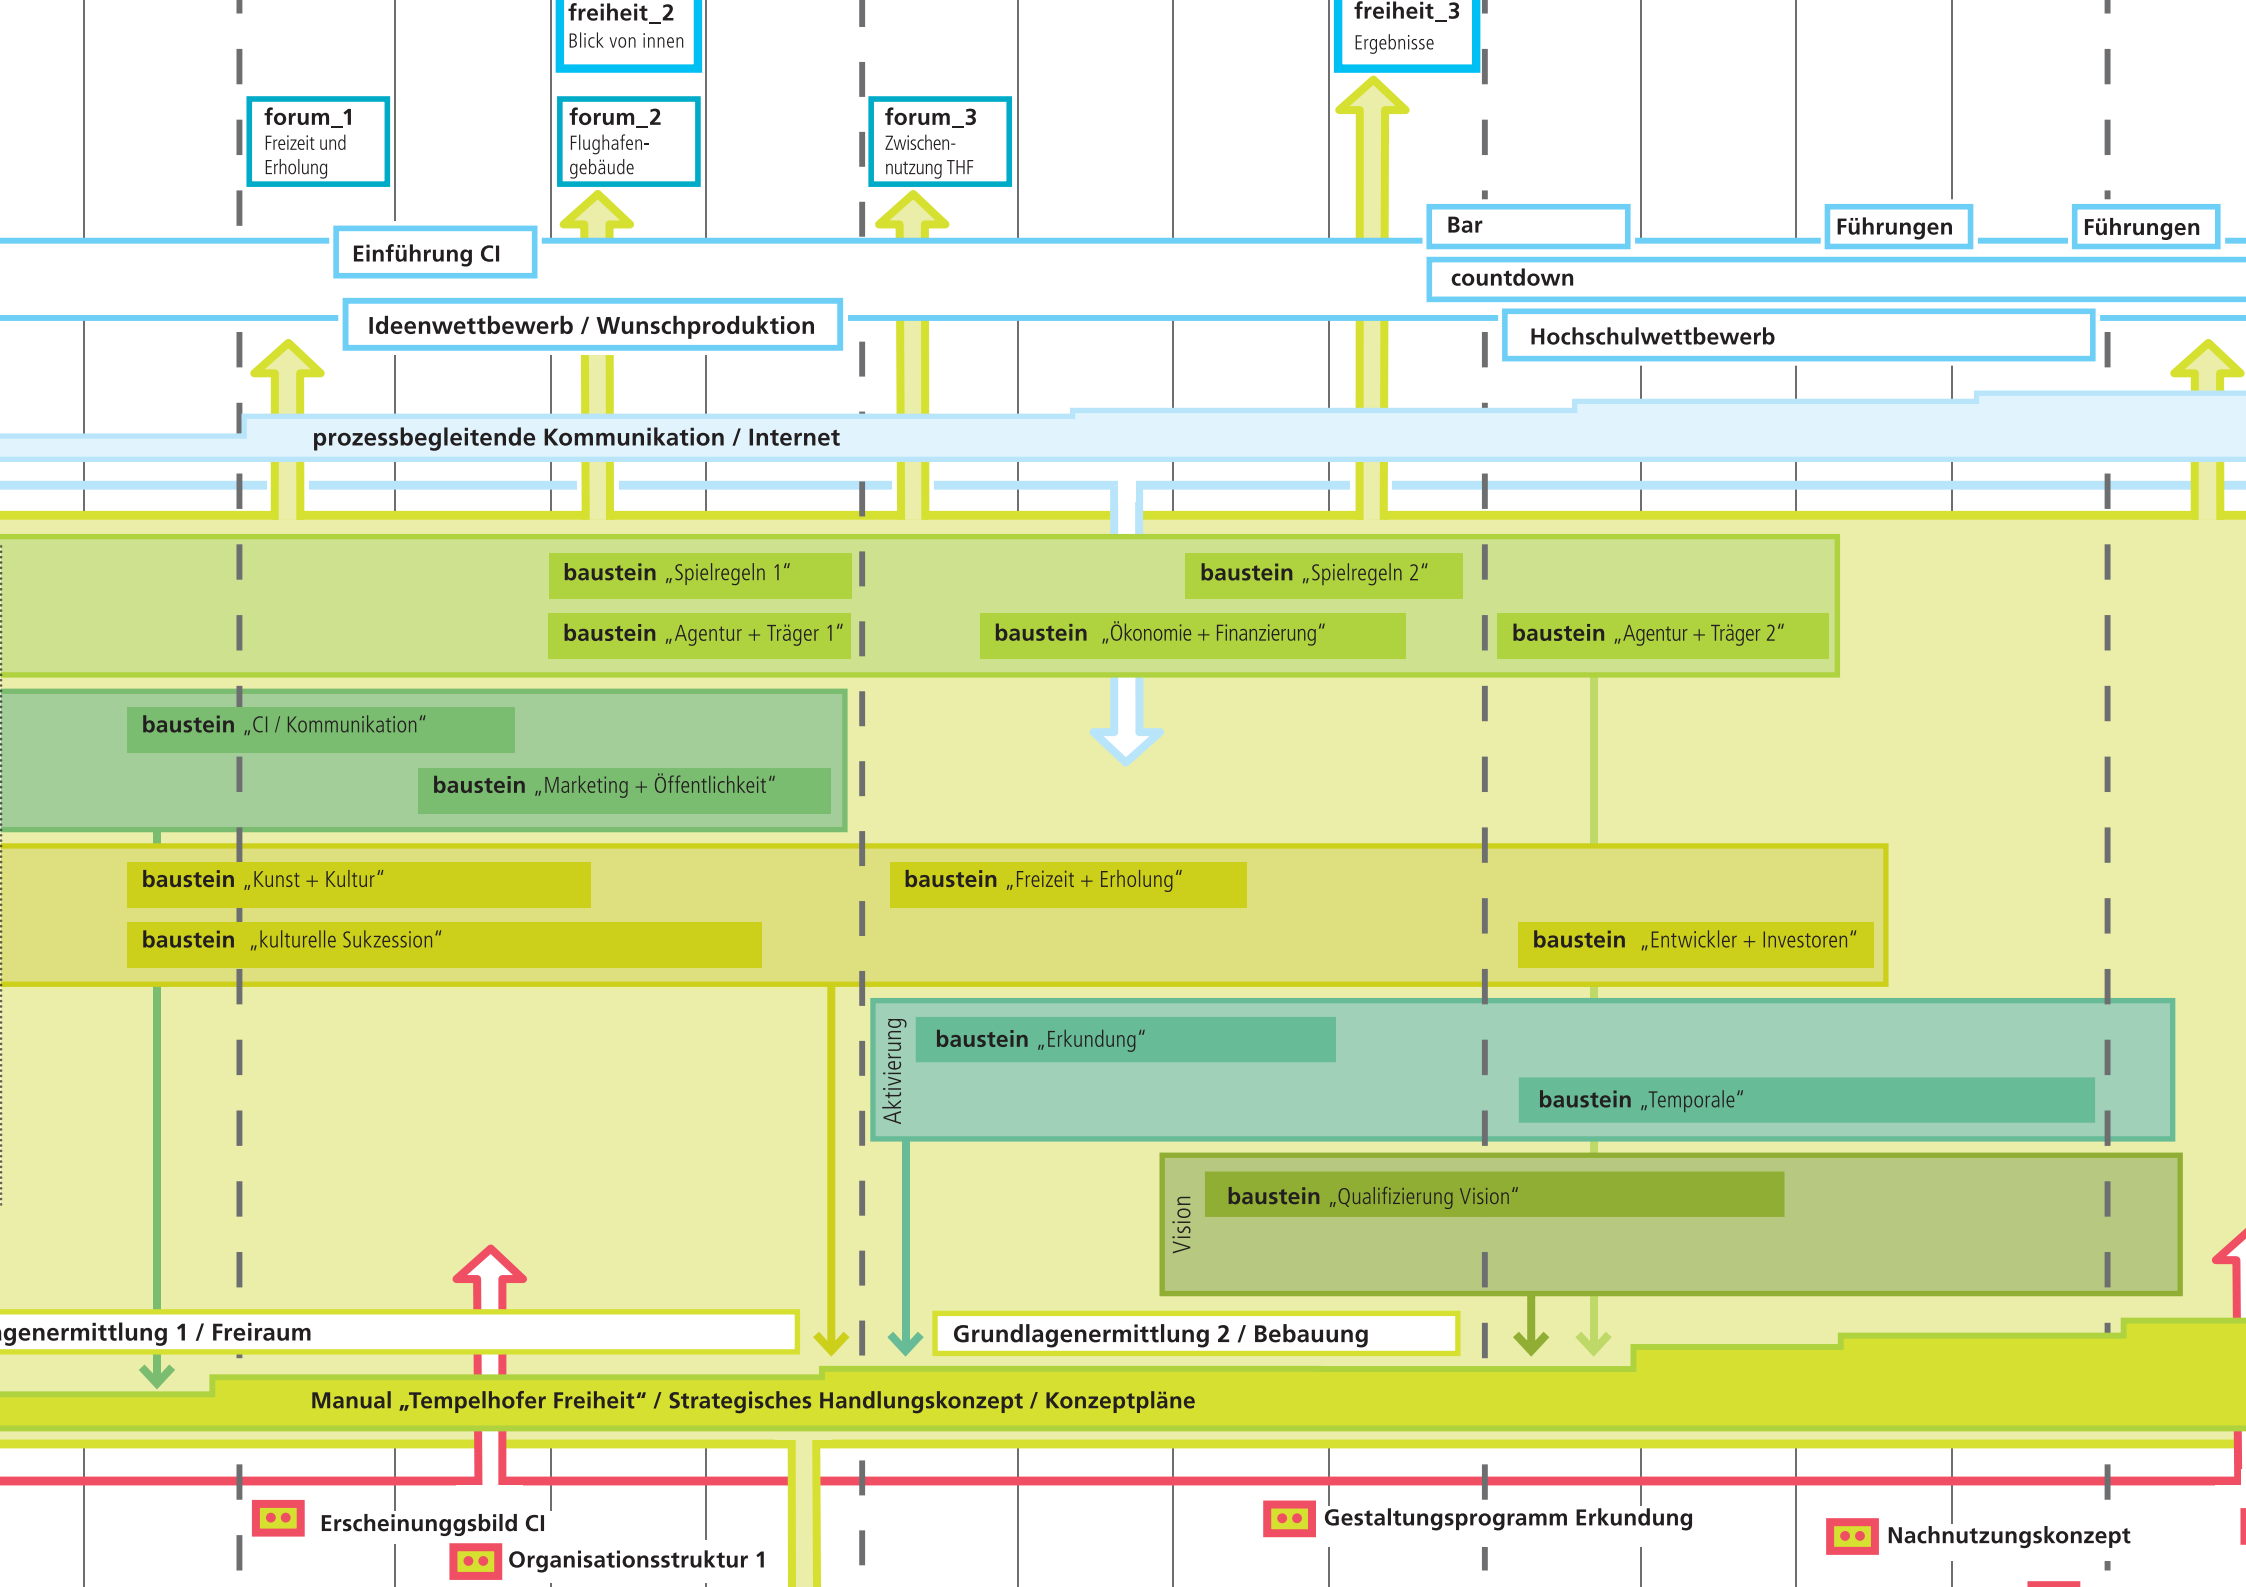 freiheit_2
Blick von innen
freiheit_3
Ergebnisse
forum_1
Freizeit und
Erholung
forum_2
Flughafen-
gebäude
forum_3
Zwischen-
nutzung THF
Bar
Führungen
Führungen
Einführung CI
countdown
Ideenwettbewerb / Wunschproduktion
Hochschulwettbewerb
prozessbegleitende Kommunikation / Internet
baustein „Spielregeln 1“
baustein „Spielregeln 2“
baustein „Agentur + Träger 1“
baustein „Ökonomie + Finanzierung“
baustein „Agentur + Träger 2“
baustein „CI / Kommunikation“
baustein „Marketing + Öffentlichkeit“
baustein „Kunst + Kultur“
baustein „Freizeit + Erholung“
baustein „kulturelle Sukzession“
baustein „Entwickler + Investoren“
Aktivierung
baustein „Erkundung“
baustein „Temporale“
Vision
baustein „Qualifizierung Vision“
genermittlung 1 / Freiraum
Grundlagenermittlung 2 / Bebauung
Manual „Tempelhofer Freiheit“ / Strategisches Handlungskonzept / Konzeptpläne
Erscheinunggsbild CI
Gestaltungsprogramm Erkundung
Nachnutzungskonzept
Organisationsstruktur 1